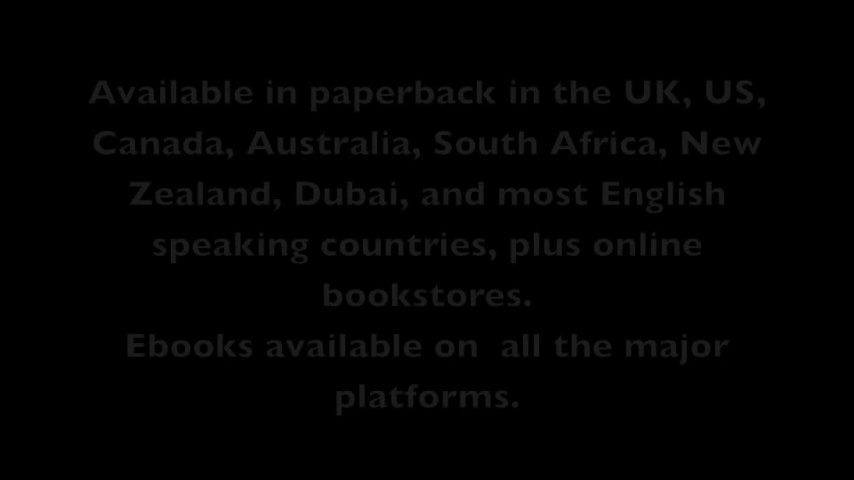 Available in paperback in the UK, US,
Canada, Australia, South Africa, New
Zealand, Dubai, and most English
speaking countries, plus online
bookstores.
Ebooks available on  all the major
platforms.